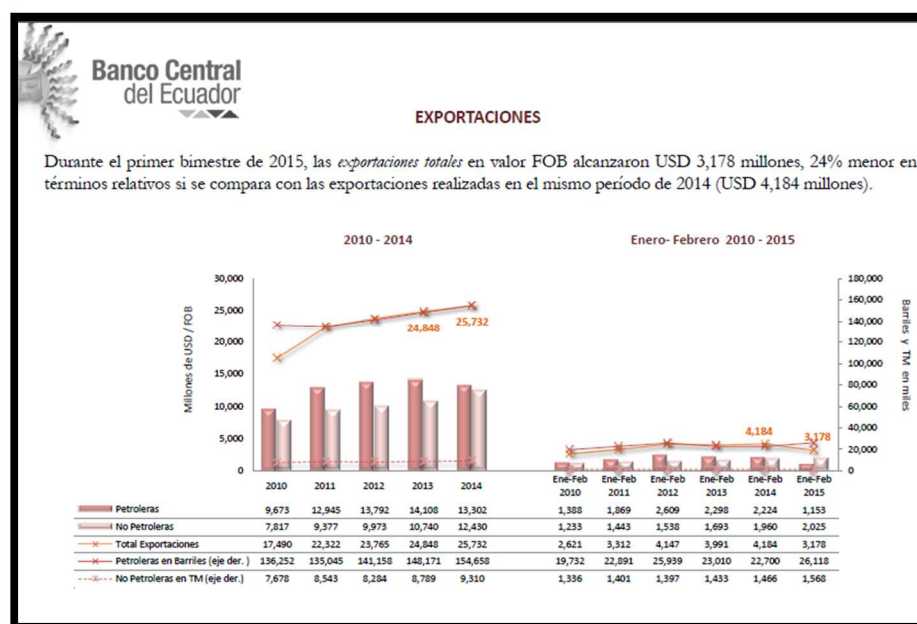 Banco Central
del Ecuador
EXPORTACIONES
Durante el primer bimestre de 2015, las exportaciones totales en valor FOB alcanzaron USD 3,178 millones, 24% menor en
términos relativos si se compara con las exportaciones realizadas en el mismo período de 2014 (USD 4,184 millones).
2010 - 2014
Enero- Febrero 2010 - 2015
Millones de USD / FOB
30,000
25,000
20,000
15,000
10,000
5,000
0
24,848
25,732
4,184
3,178
180,000
160,000
140,000
120,000
100,000
80,000
60,000
40,000
20,000
0
Barriles y TM en miles
2010 2011 2012 2013 2014 Ene-Feb 2010 Ene-Feb 2011 Ene-Feb 2012 Ene-Feb 2013 Ene-Feb 2014 Ene-Feb 2015
Petroleras 9,673 12,945 13,792 14,108 13,302 1,388 1,869 2,609 2,298 2,224 1,153
No Petroleras 7,817 9,377 9,973 10,740 12,430 1,233 1,443 1,538 1,693 1,960 2,025
Total Exportaciones 17,490 22,322 23,765 24,848 25,732 2,621 3,312 4,147 3,991 4,184 3,178
Petroleras en Barriles (eje der. ) 136,252 135,045 141,158 148,171 154,658 19,732 22,891 25,939 23,010 22,700 26,118
No Petroleras en TM (eje der.) 7,678 8,543 8,284 8,789 9,310 1,336 1,401 1,397 1,433 1,466 1,568